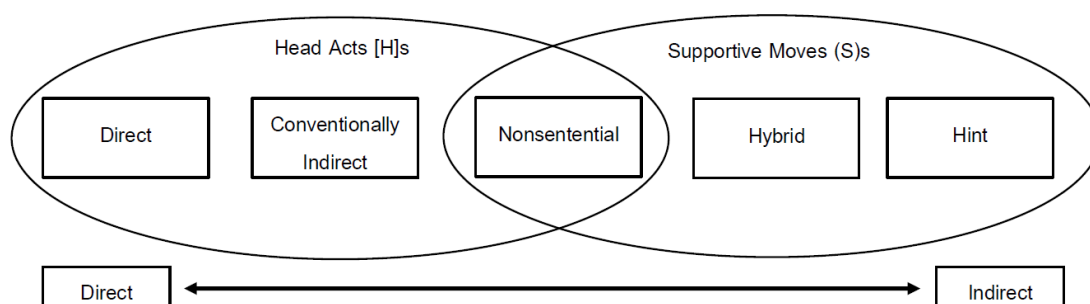 Head Acts [H]s
Supportive Moves (S)s
Direct
Conventionally
Indirect
Nonsentential
Hybrid
Hint
Direct
Indirect